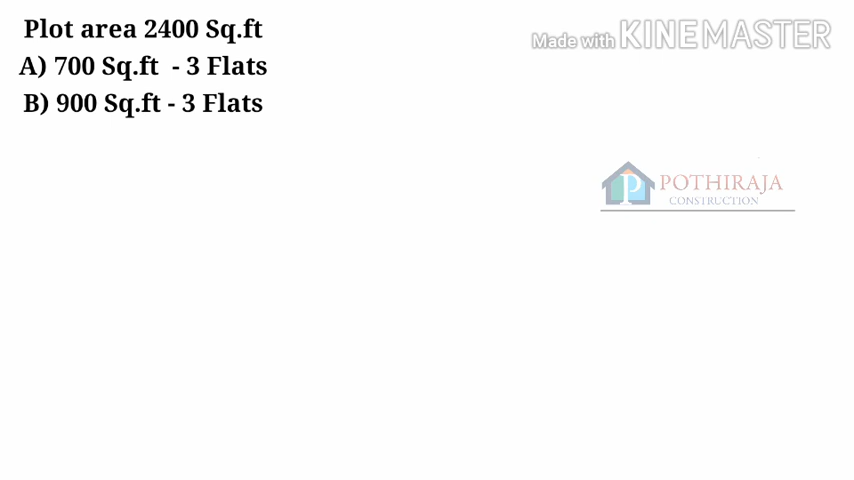 Plot area 2400 Sq.ft
A) 700 Sq.ft - 3 Flats
B) 900 Sq.ft - 3 Flats
Made with KINEMASTER
P POTHIRAJA
CONSTRUCTION